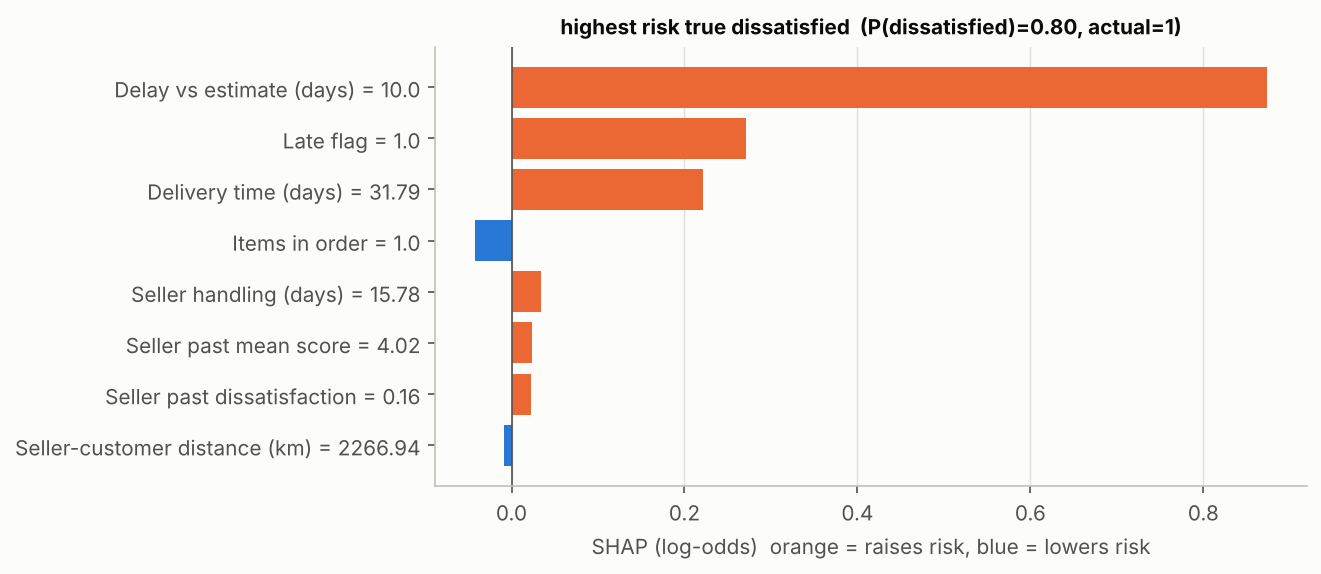 highest risk true dissatisfied (P(dissatisfied)=0.80, actual=1)
Delay vs estimate (days) = 10.0
Late flag = 1.0
Delivery time (days) = 31.79
Items in order = 1.0
Seller handling (days) = 15.78
Seller past mean score = 4.02
Seller past dissatisfaction = 0.16
Seller-customer distance (km) = 2266.94
0.0 0.2 0.4 0.6 0.8
SHAP (log-odds) orange = raises risk, blue = lowers risk